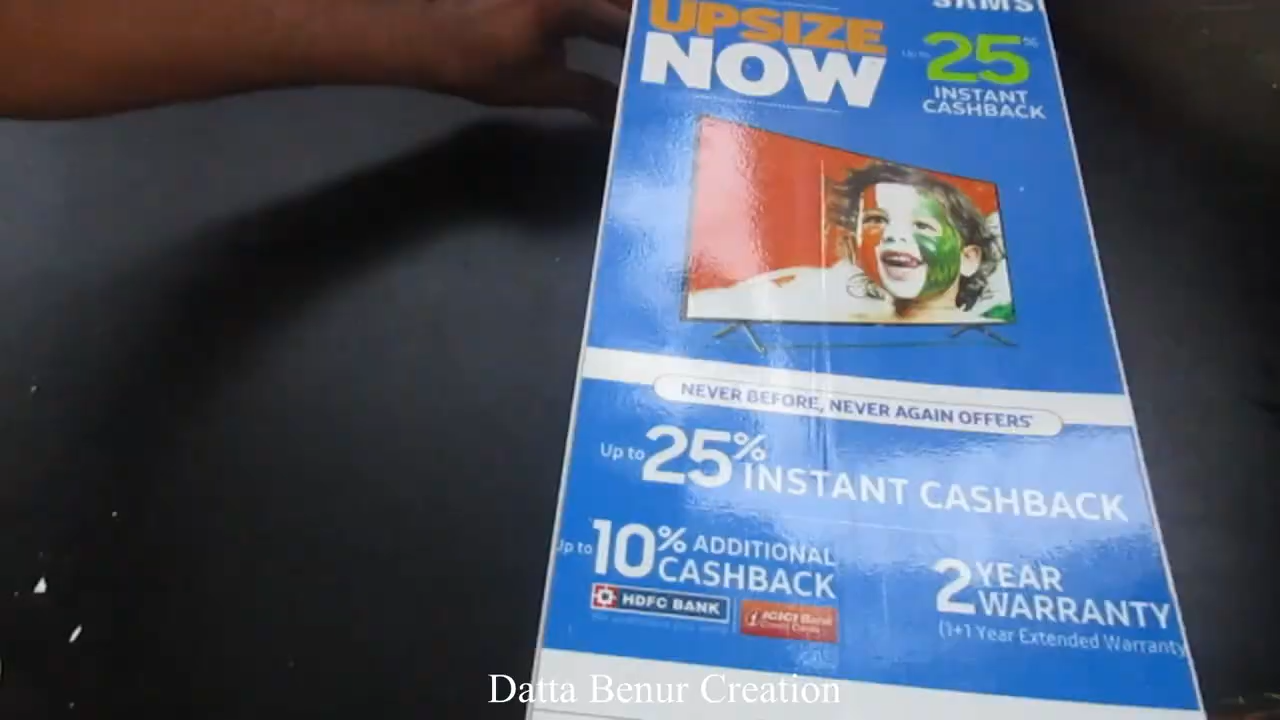 UPSIZE
NOW
Up to 25%
INSTANT
CASHBACK
NEVER BEFORE, NEVER AGAIN OFFERS*
Up to 25% INSTANT CASHBACK
Up to 10% ADDITIONAL
CASHBACK
HDFC BANK
ICICI Bank
2 YEAR
WARRANTY
(1+1 Year Extended Warranty
Datta Benur Creation